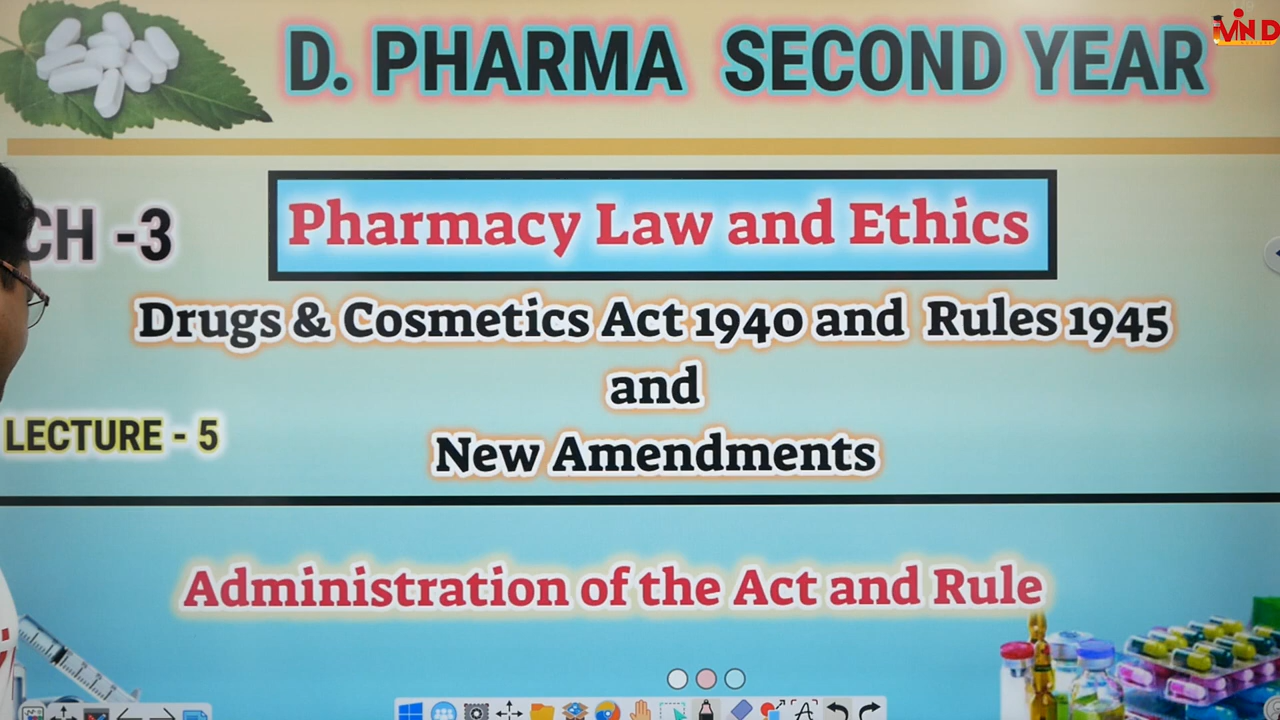 D. PHARMA SECOND YEAR
CH -3
Pharmacy Law and Ethics
Drugs & Cosmetics Act 1940 and Rules 1945
and
New Amendments
LECTURE - 5
Administration of the Act and Rule